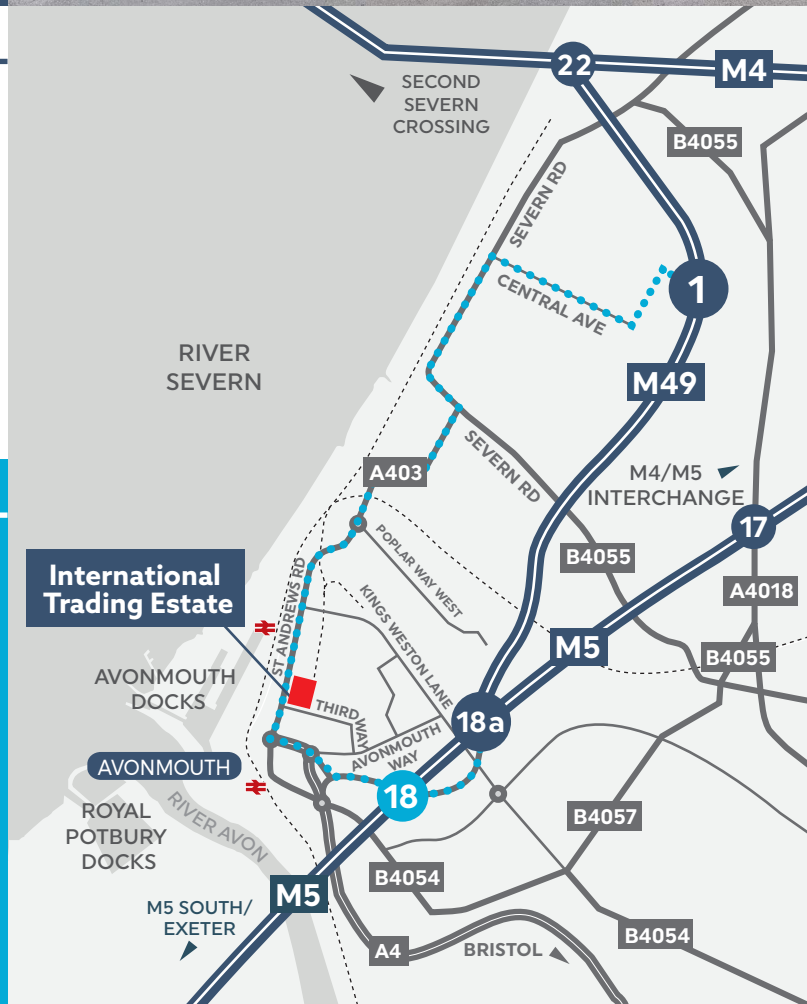 22
M4
SECOND
SEVERN
CROSSING
B4055
SEVERN RD
CENTRAL AVE
1
RIVER
SEVERN
M49
SEVERN RD
A403
M4/M5
INTERCHANGE
17
POPLAR WAY WEST
B4055
International
Trading Estate
ST ANDREWS RD
KINGS WESTON LANE
A4018
M5
B4055
AVONMOUTH
DOCKS
THIRD
WAY
18a
AVONMOUTH
WAY
AVONMOUTH
18
ROYAL
POTBURY
DOCKS
RIVER AVON
B4057
B4054
M5
M5 SOUTH/
EXETER
A4
BRISTOL
B4054